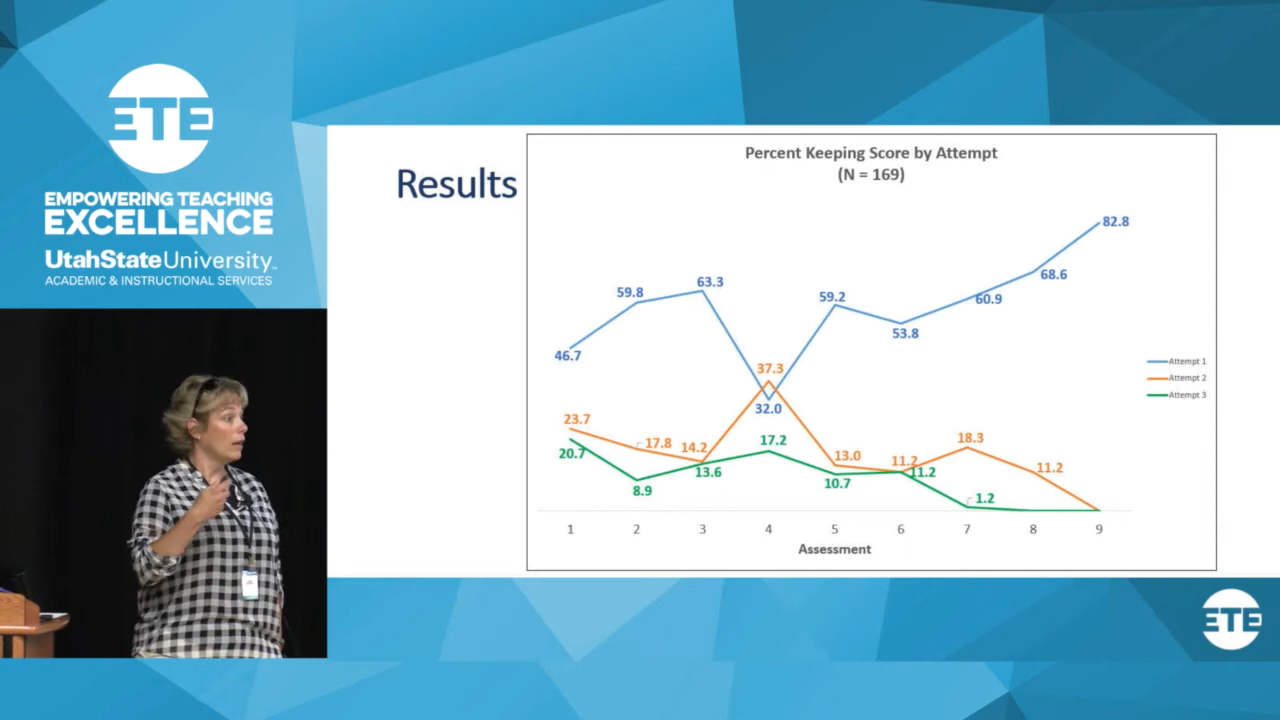 ETE
EMPOWERING TEACHING
EXCELLENCE
UtahStateUniversity
ACADEMIC & INSTRUCTIONAL SERVICES
Results
Percent Keeping Score by Attempt
(N = 169)
82.8
68.6
63.3
59.8
59.2
60.9
53.8
46.7
37.3
32.0
Attempt 1
Attempt 2
Attempt 3
23.7
17.8
14.2
17.2
13.0
11.2
18.3
11.2
20.7
8.9
13.6
10.7
11.2
1.2
1 2 3 4 5 6 7 8 9
Assessment
ETE